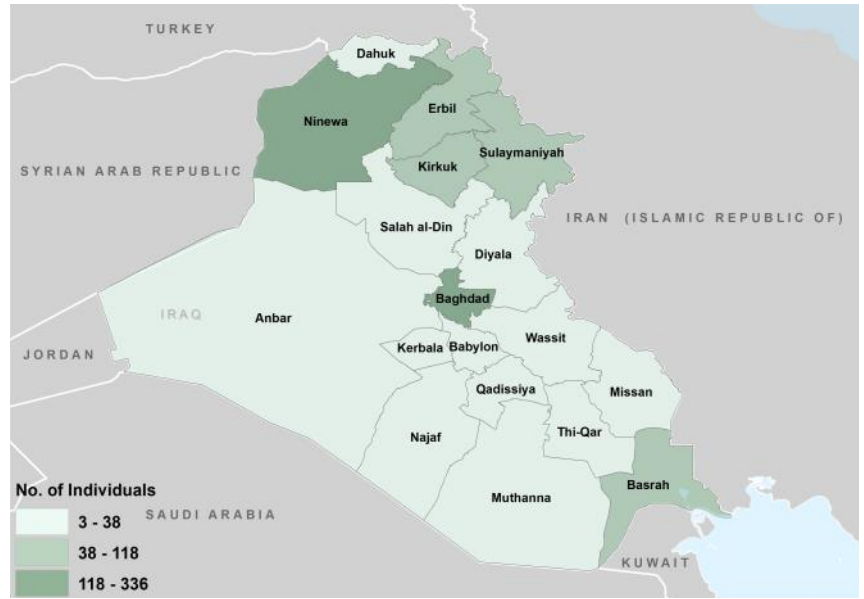 TURKEY
Dahuk
Ninewa
Erbil
Sulaymaniyah
Kirkuk
SYRIAN ARAB REPUBLIC
IRAN (ISLAMIC REPUBLIC OF)
Salah al-Din
Diyala
Baghdad
IRAQ
Anbar
Wassit
Kerbala
Babylon
JORDAN
Qadissiya
Missan
Najaf
Thi-Qar
Basrah
Muthanna
No. of Individuals
3 - 38
38 - 118
118 - 336
SAUDI ARABIA
KUWAIT